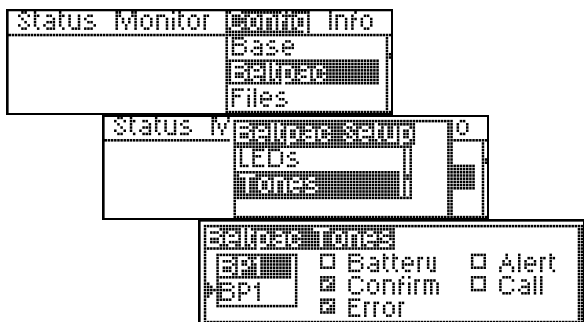 Status Monitor Config Info
Base
Beltpac
Files
Status M
Beltpac Setup
o
LEDs
Tones
Beltpac Tones
BP1 Battery Alert
BP1 Confirm Call
Error